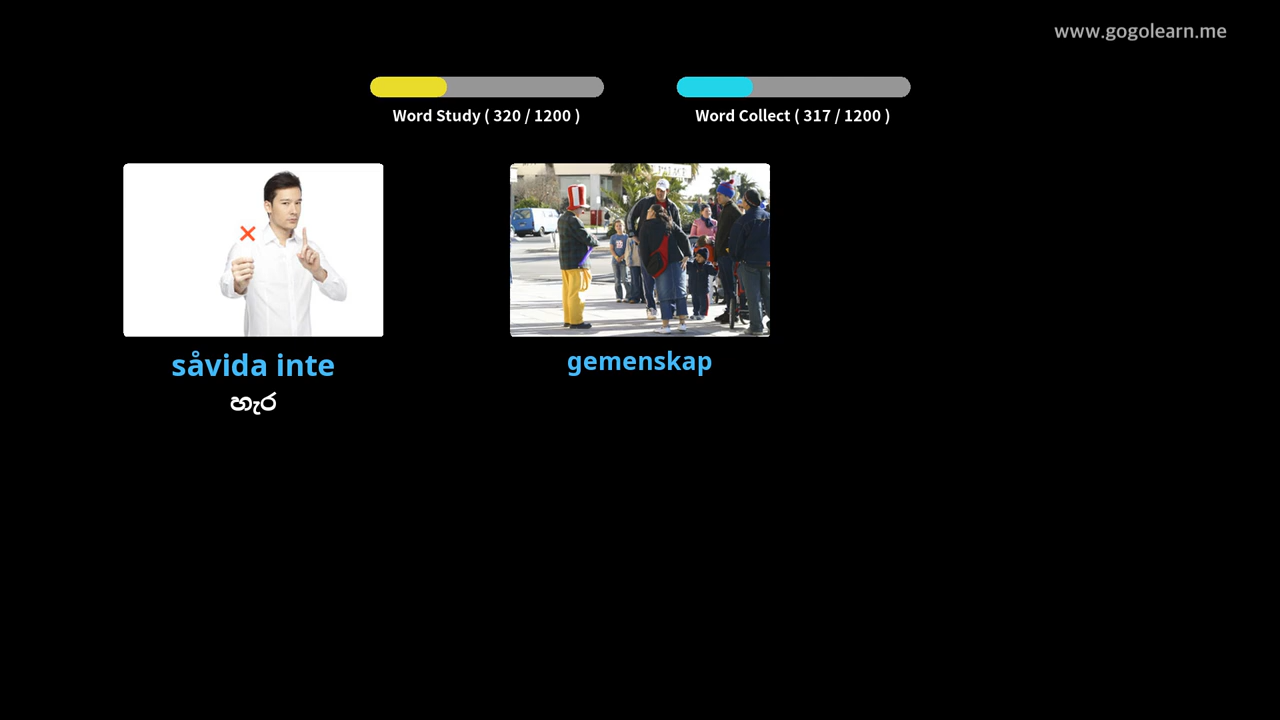 www.gogolearn.me
Word Study ( 320 / 1200 )
Word Collect ( 317 / 1200 )
såvida inte
හැර
gemenskap